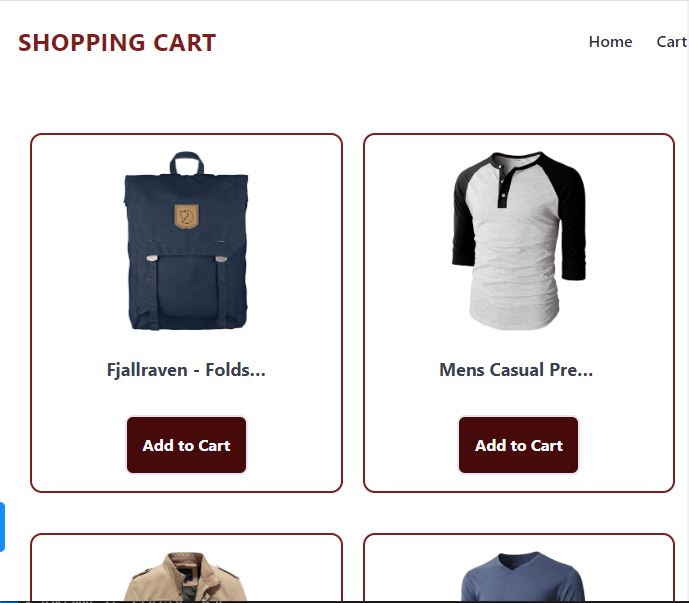 SHOPPING CART
Home Cart
Fjallraven - Folds...
Mens Casual Pre...
Add to Cart
Add to Cart